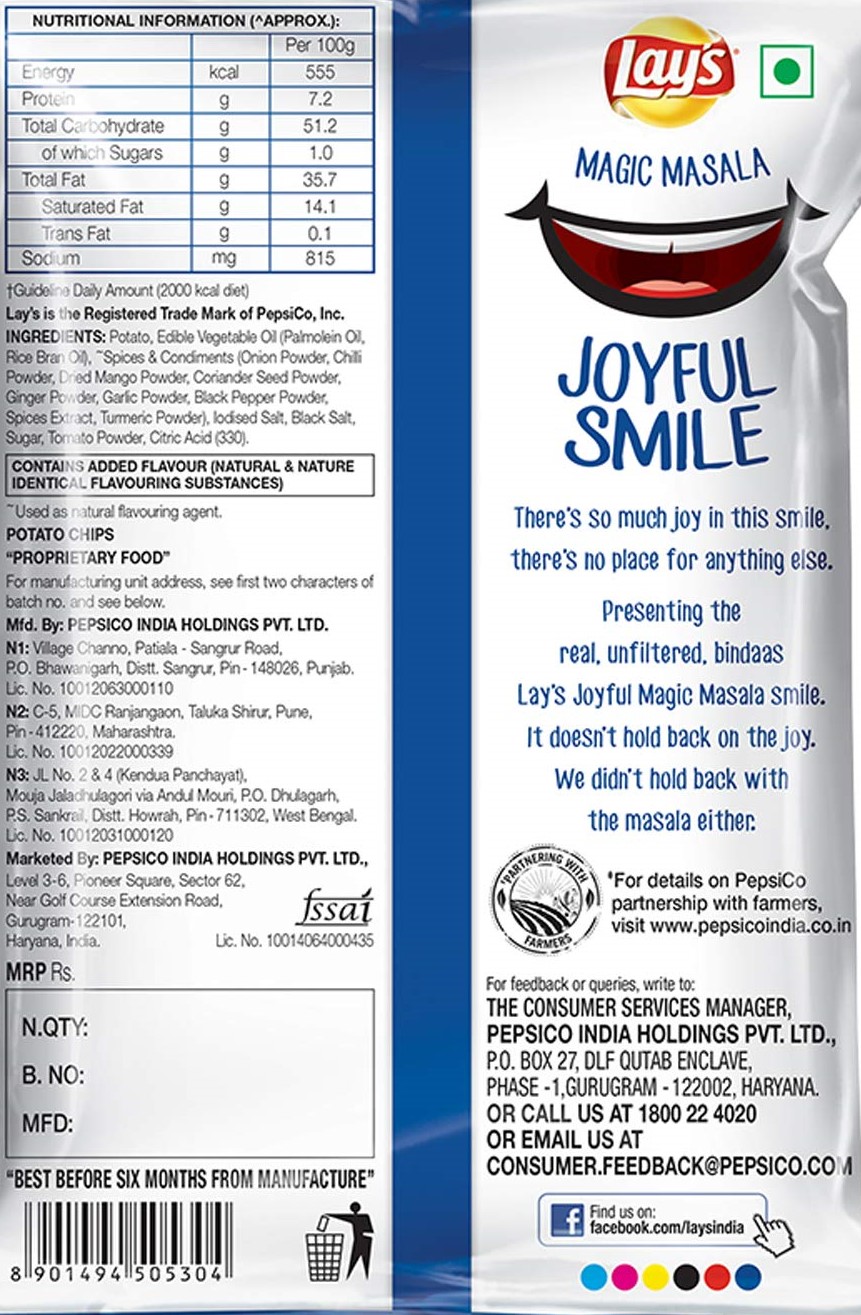 NUTRITIONAL INFORMATION (^APPROX.):
Per 100g
Energy kcal 555
Protein g 7.2
Total Carbohydrate g 51.2
of which Sugars g 1.0
Total Fat g 35.7
Saturated Fat g 14.1
Trans Fat g 0.1
Sodium mg 815
†Guideline Daily Amount (2000 kcal diet)
Lay's is the Registered Trade Mark of PepsiCo, Inc.
INGREDIENTS: Potato, Edible Vegetable Oil (Palmolein Oil,
Rice Bran Oil), ~Spices & Condiments (Onion Powder, Chilli
Powder, Dried Mango Powder, Coriander Seed Powder,
Ginger Powder, Garlic Powder, Black Pepper Powder,
Spices Extract, Turmeric Powder), Iodised Salt, Black Salt,
Sugar, Tomato Powder, Citric Acid (330).
CONTAINS ADDED FLAVOUR (NATURAL & NATURE
IDENTICAL FLAVOURING SUBSTANCES)
~Used as natural flavouring agent.
POTATO CHIPS
"PROPRIETARY FOOD"
For manufacturing unit address, see first two characters of
batch no. and see below.
Mfd. By: PEPSICO INDIA HOLDINGS PVT. LTD.
N1: Village Channo, Patiala - Sangrur Road,
P.O. Bhawanigarh, Distt. Sangrur, Pin - 148026, Punjab.
Lic. No. 10012063000110
N2: C-5, MIDC Ranjangaon, Taluka Shirur, Pune,
Pin - 412220, Maharashtra.
Lic. No. 10012022000339
N3: JL No. 2 & 4 (Kendua Panchayat),
Mouja Jaladhulagori via Andul Mouri, P.O. Dhulagarh,
P.S. Sankrail, Distt. Howrah, Pin - 711302, West Bengal.
Lic. No. 10012031000120
Marketed By: PEPSICO INDIA HOLDINGS PVT. LTD.,
Level 3-6, Pioneer Square, Sector 62,
Near Golf Course Extension Road,
Gurugram-122101,
Haryana, India.
fssai
Lic. No. 10014064000435
MRP Rs.
N.QTY:
B. NO:
MFD:
"BEST BEFORE SIX MONTHS FROM MANUFACTURE"
8 901494 505304
Lay's
MAGIC MASALA
JOYFUL
SMILE
There's so much joy in this smile,
there's no place for anything else.
Presenting the
real, unfiltered, bindaas
Lay's Joyful Magic Masala smile.
It doesn't hold back on the joy.
We didn't hold back with
the masala either.
*PARTNERING WITH
FARMERS
*For details on PepsiCo
partnership with farmers,
visit www.pepsicoindia.co.in
For feedback or queries, write to:
THE CONSUMER SERVICES MANAGER,
PEPSICO INDIA HOLDINGS PVT. LTD.,
P.O. BOX 27, DLF QUTAB ENCLAVE,
PHASE -1,GURUGRAM - 122002, HARYANA.
OR CALL US AT 1800 22 4020
OR EMAIL US AT
CONSUMER.FEEDBACK@PEPSICO.COM
f
Find us on:
facebook.com/laysindia